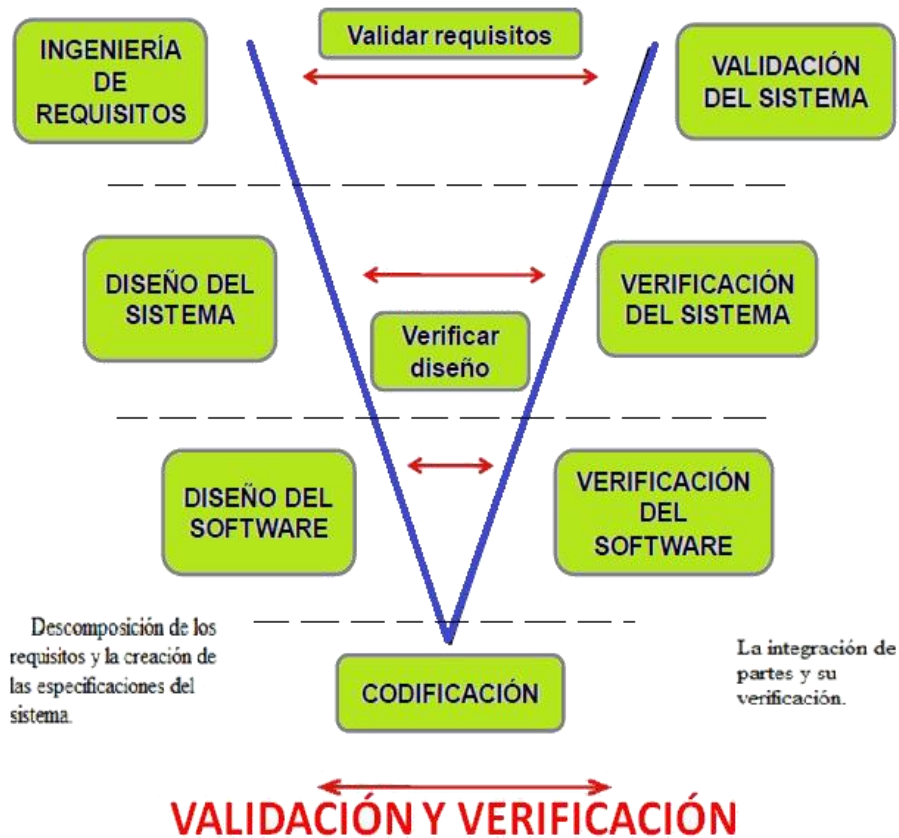 INGENIERÍA
DE
REQUISITOS
Validar requisitos
VALIDACIÓN
DEL SISTEMA
DISEÑO DEL
SISTEMA
Verificar
diseño
VERIFICACIÓN
DEL SISTEMA
DISEÑO DEL
SOFTWARE
VERIFICACIÓN
DEL
SOFTWARE
Descomposición de los
requisitos y la creación de
las especificaciones del
sistema.
CODIFICACIÓN
La integración de
partes y su
verificación.
VALIDACIÓN Y VERIFICACIÓN